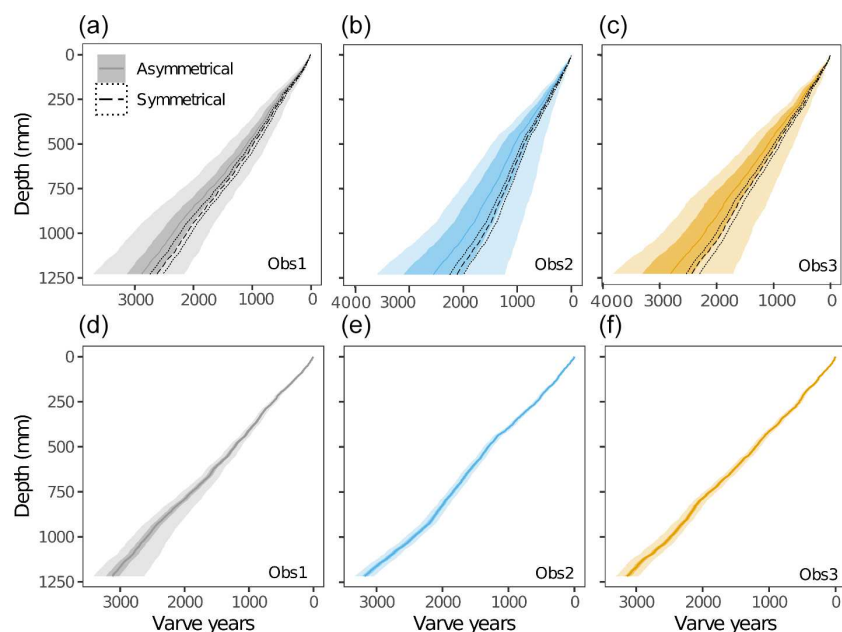 (a) (b) (c)
Asymmetrical
Symmetrical
Depth (mm)
0
250
500
750
1000
1250
Obs1
Obs2
Obs3
3000 2000 1000 0
4000 3000 2000 1000 0
4000 3000 2000 1000 0
(d) (e) (f)
Depth (mm)
0
250
500
750
1000
1250
Obs1
Obs2
Obs3
3000 2000 1000 0
3000 2000 1000 0
3000 2000 1000 0
Varve years Varve years Varve years